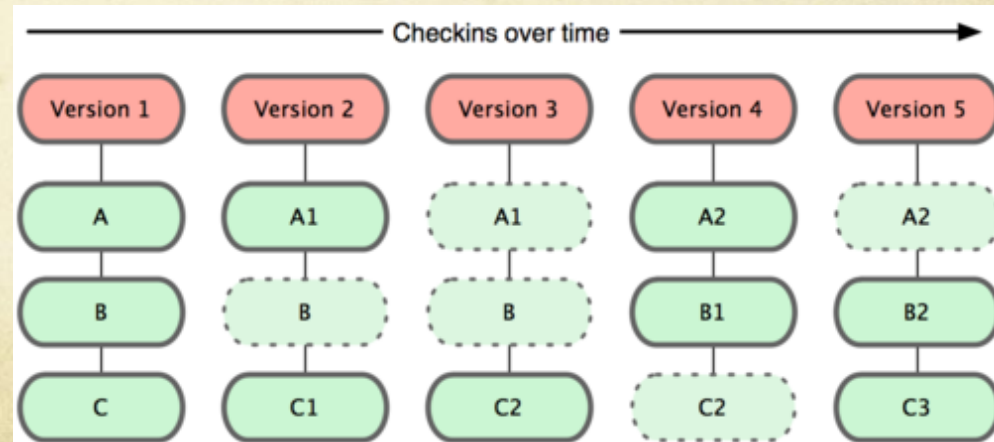 Checkins over time
Version 1 Version 2 Version 3 Version 4 Version 5
A A1 A1 A2 A2
B B B B1 B2
C C1 C2 C2 C3